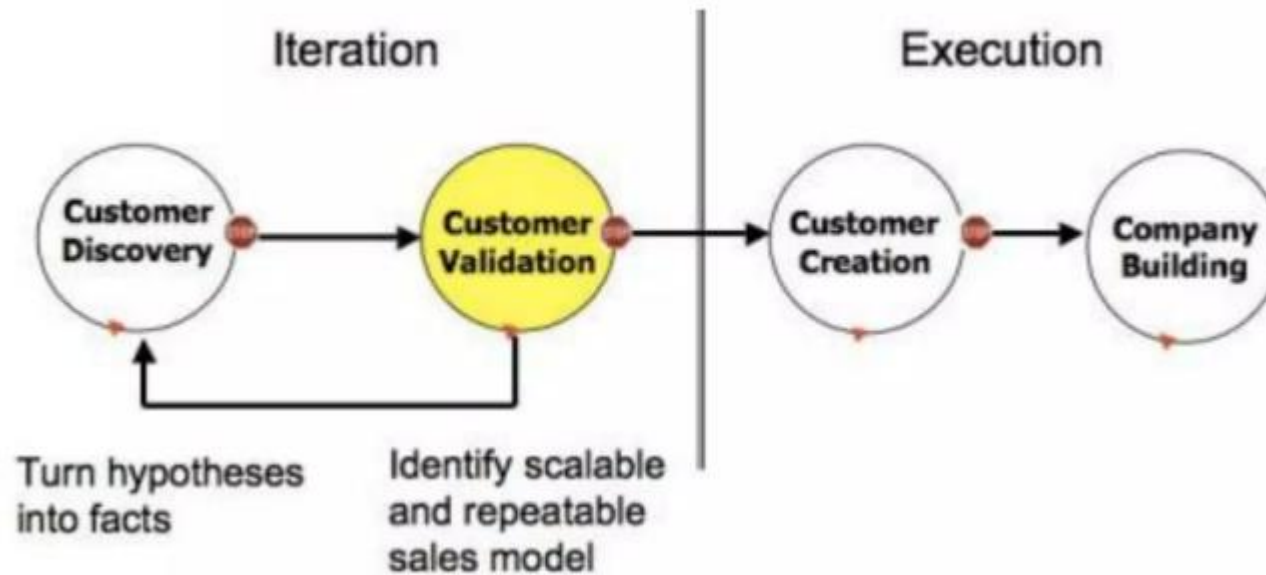 Iteration
Execution
Customer
Discovery
Customer
Validation
Customer
Creation
Company
Building
Turn hypotheses
into facts
Identify scalable
and repeatable
sales model